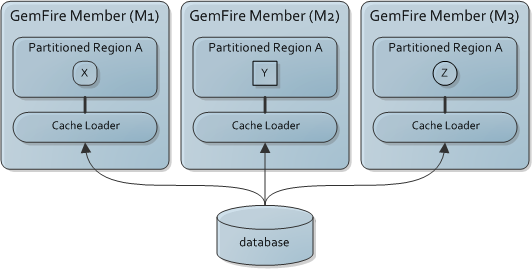 GemFire Member (M1)
Partitioned Region A
X
Cache Loader
GemFire Member (M2)
Partitioned Region A
Y
Cache Loader
GemFire Member (M3)
Partitioned Region A
Z
Cache Loader
database